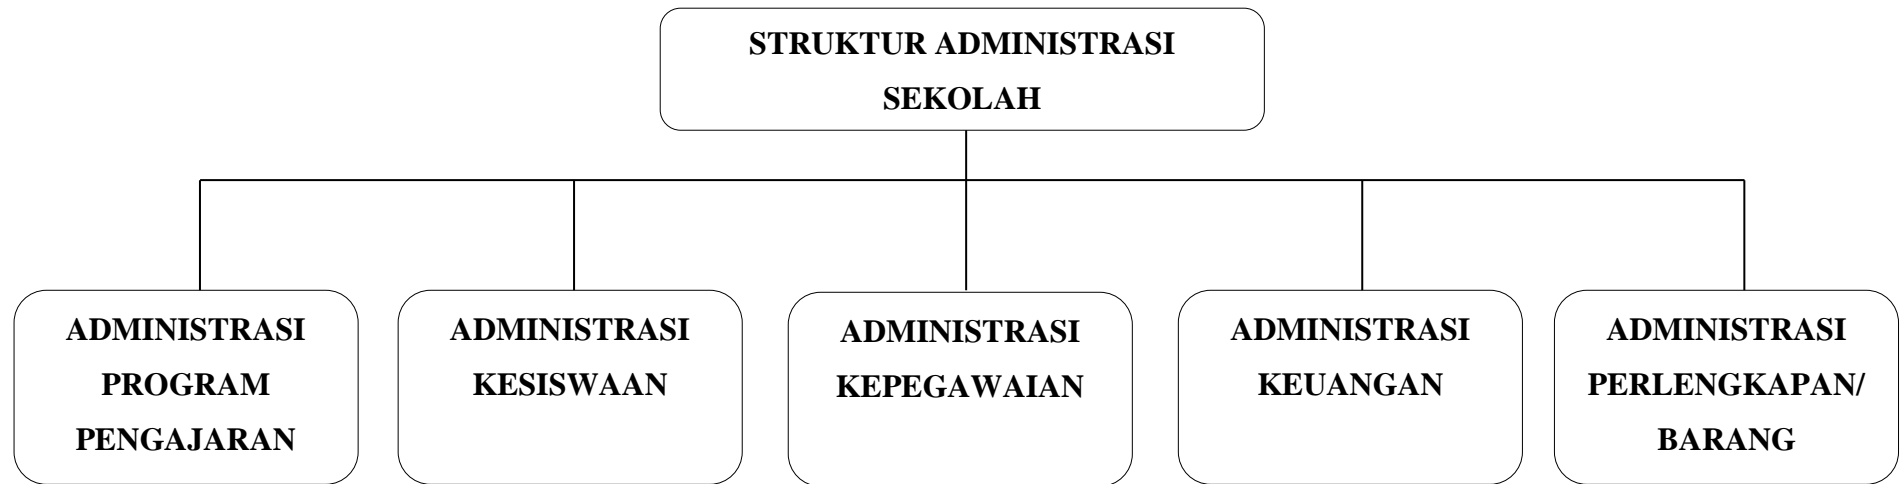 STRUKTUR ADMINISTRASI
SEKOLAH
ADMINISTRASI
PROGRAM
PENGAJARAN
ADMINISTRASI
KESISWAAN
ADMINISTRASI
KEPEGAWAIAN
ADMINISTRASI
KEUANGAN
ADMINISTRASI
PERLENGKAPAN/
BARANG